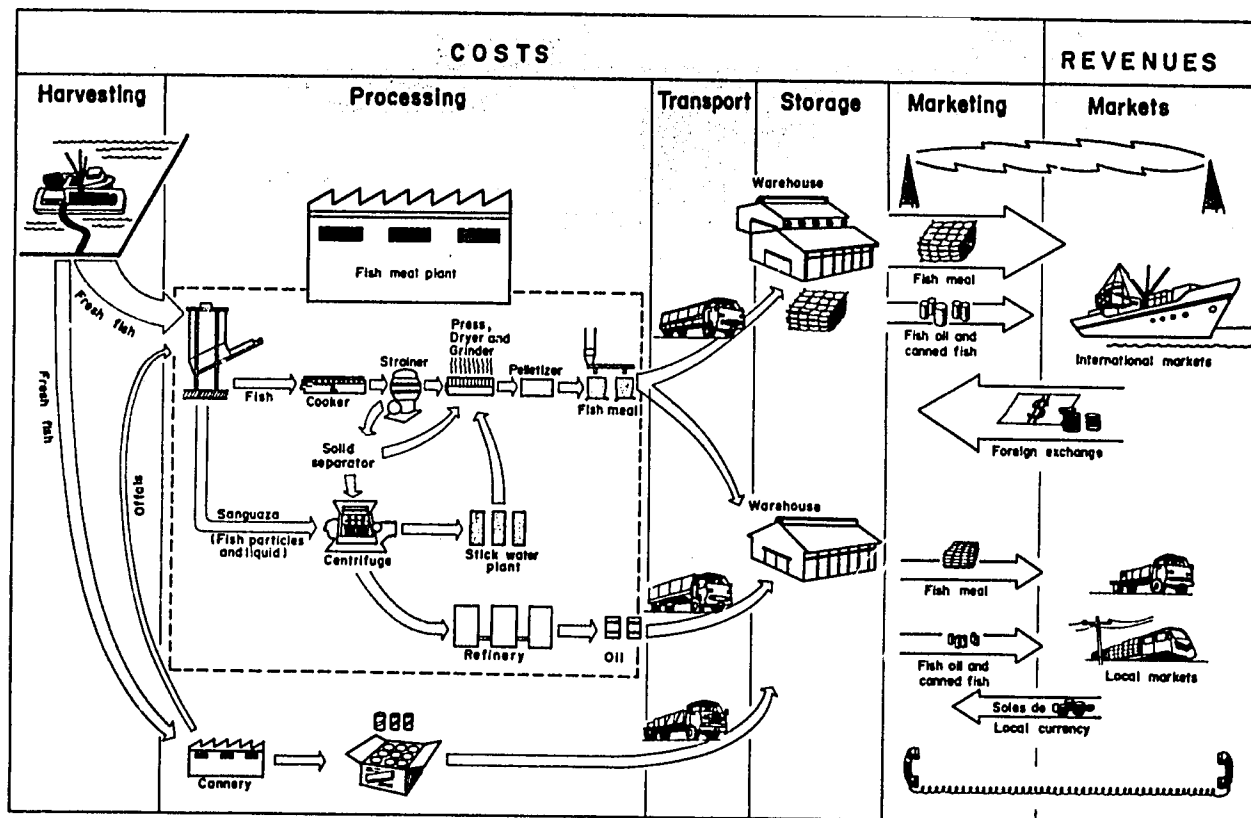 COSTS
REVENUES
Harvesting
Processing
Transport
Storage
Marketing
Markets
Warehouse
Fish meal plant
Fresh fish
Fish meal
Fish oil and
canned fish
International markets
Press,
Dryer and
Grinder
Strainer
Pelletizer
Fish
Cooker
Fish meal
Fresh fish
Offals
Solid
separator
$
Foreign exchange
Sanguaza
(Fish particles
and liquid)
Centrifuge
Stick water
plant
Warehouse
Fish meal
Refinery
Oil
Fish oil and
canned fish
Local markets
Soles de
Local currency
Cannery